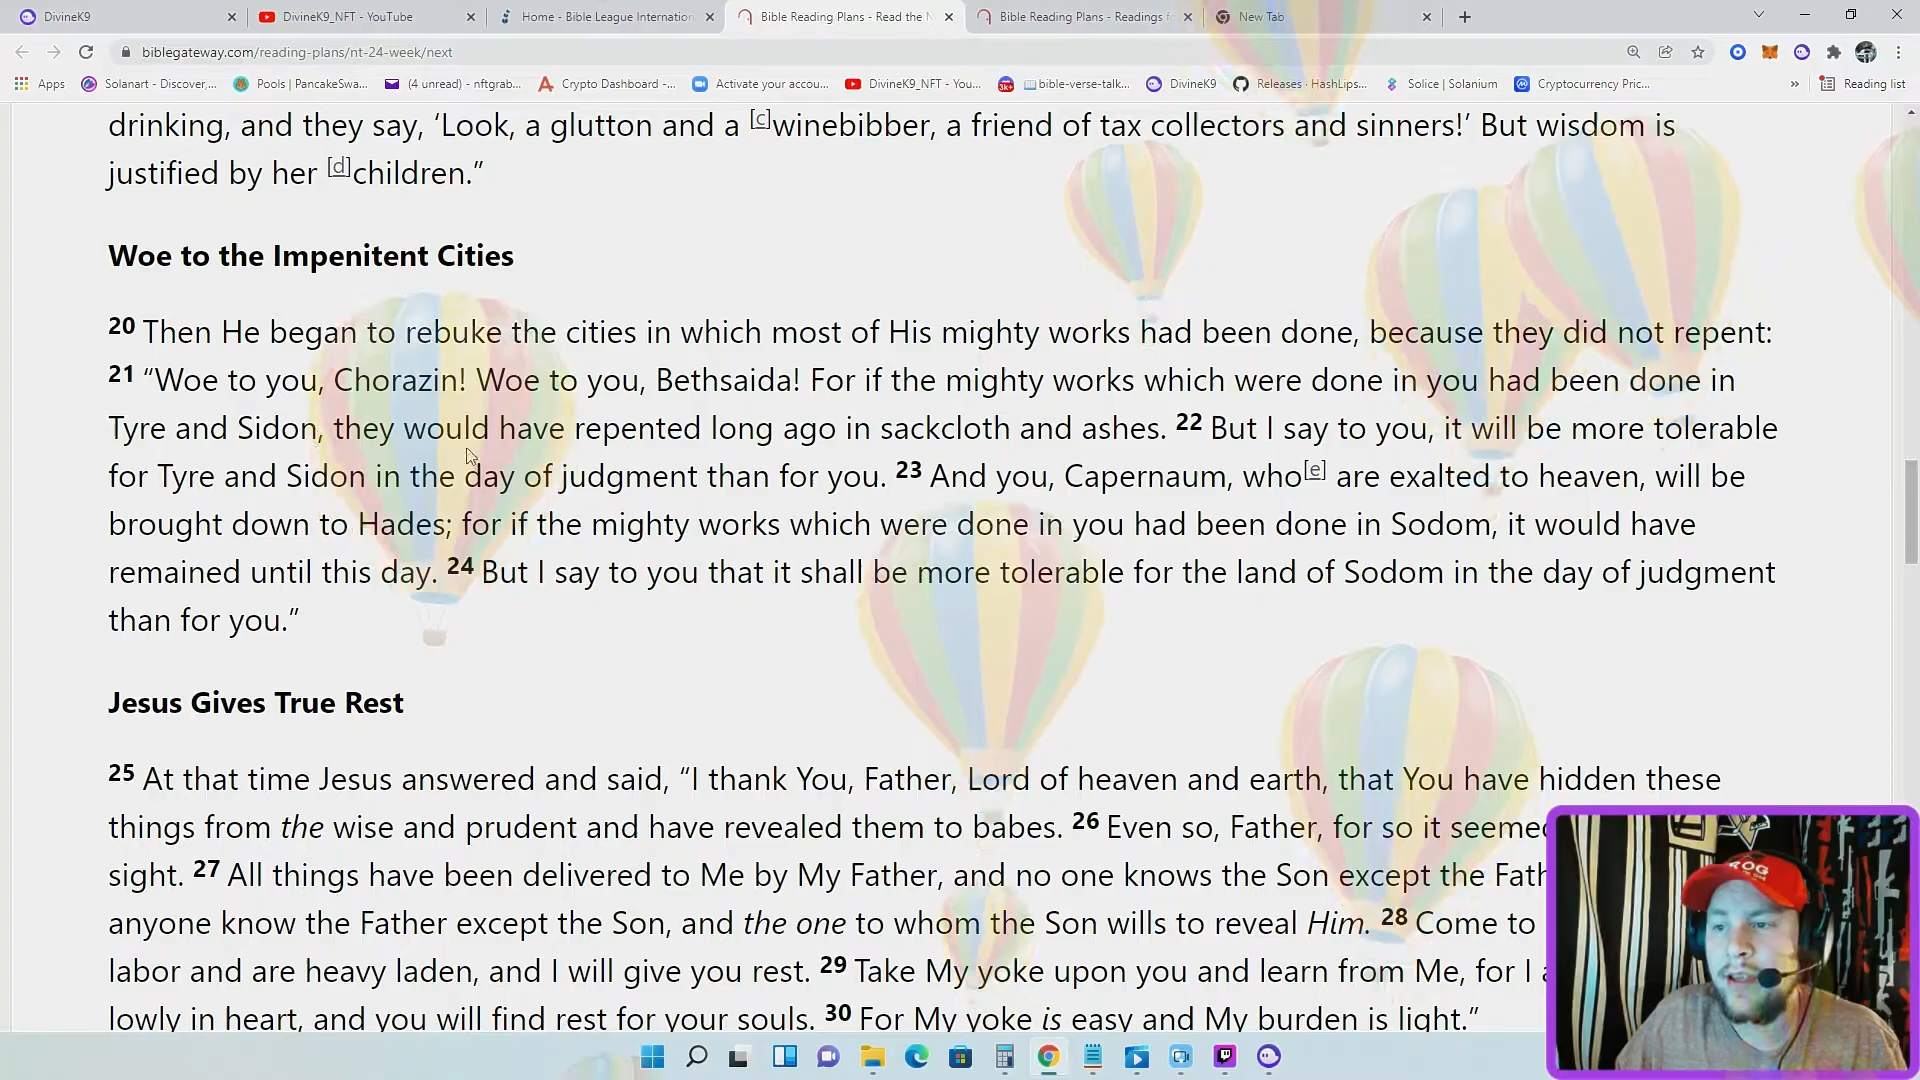 DivineK9
DivineK9_NFT - YouTube
Home - Bible League Internation
Bible Reading Plans - Read the N
Bible Reading Plans - Readings f
New Tab
biblegateway.com/reading-plans/nt-24-week/next
Apps
Solanart - Discover,...
Pools | PancakeSwa...
(4 unread) - nftgrab...
Crypto Dashboard -...
Activate your accou...
DivineK9_NFT - You...
3k+
bible-verse-talk...
DivineK9
Releases · HashLips...
Solice | Solanium
Cryptocurrency Pric...
»
Reading list
drinking, and they say, ‘Look, a glutton and a [c]winebibber, a friend of tax collectors and sinners!’ But wisdom is
justified by her [d]children.”
Woe to the Impenitent Cities
20 Then He began to rebuke the cities in which most of His mighty works had been done, because they did not repent:
21 “Woe to you, Chorazin! Woe to you, Bethsaida! For if the mighty works which were done in you had been done in
Tyre and Sidon, they would have repented long ago in sackcloth and ashes. 22 But I say to you, it will be more tolerable
for Tyre and Sidon in the day of judgment than for you. 23 And you, Capernaum, who[e] are exalted to heaven, will be
brought down to Hades; for if the mighty works which were done in you had been done in Sodom, it would have
remained until this day. 24 But I say to you that it shall be more tolerable for the land of Sodom in the day of judgment
than for you.”
Jesus Gives True Rest
25 At that time Jesus answered and said, “I thank You, Father, Lord of heaven and earth, that You have hidden these
things from the wise and prudent and have revealed them to babes. 26 Even so, Father, for so it seemed
sight. 27 All things have been delivered to Me by My Father, and no one knows the Son except the Fath
anyone know the Father except the Son, and the one to whom the Son wills to reveal Him. 28 Come to
labor and are heavy laden, and I will give you rest. 29 Take My yoke upon you and learn from Me, for I a
lowly in heart, and you will find rest for your souls. 30 For My yoke is easy and My burden is light.”
ROG